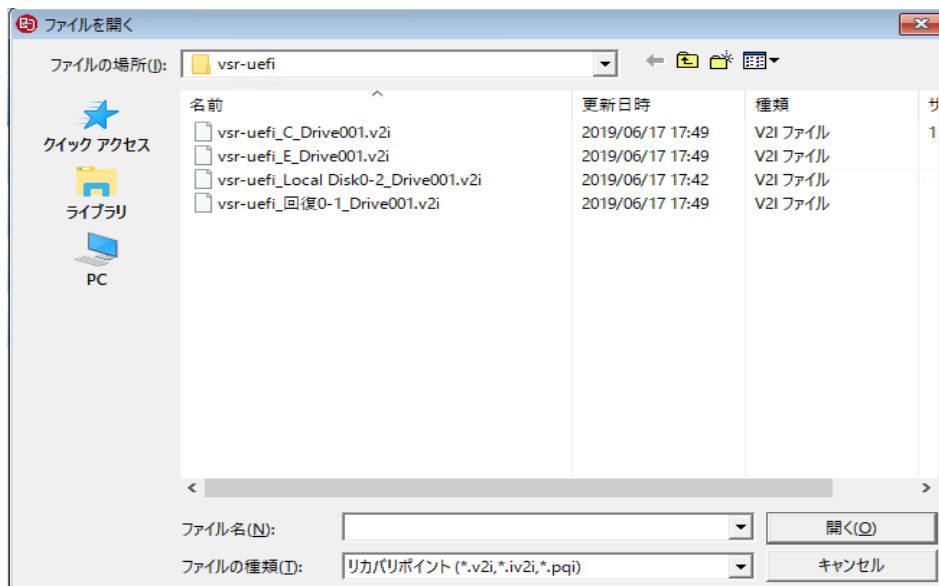 ファイルを開く
ファイルの場所(I): vsr-uefi
名前 更新日時 種類 サ
vsr-uefi_C_Drive001.v2i 2019/06/17 17:49 V2I ファイル 1
vsr-uefi_E_Drive001.v2i 2019/06/17 17:49 V2I ファイル
vsr-uefi_Local Disk0-2_Drive001.v2i 2019/06/17 17:42 V2I ファイル
vsr-uefi_回復0-1_Drive001.v2i 2019/06/17 17:49 V2I ファイル
クイック アクセス
ライブラリ
PC
ファイル名(N): 開く(O)
ファイルの種類(T): リカバリポイント (*.v2i,*.iv2i,*.pqi) キャンセル